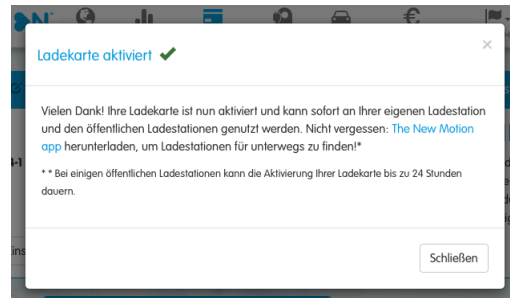 Ladekarte aktiviert ✔
×
Vielen Dank! Ihre Ladekarte ist nun aktiviert und kann sofort an Ihrer eigenen Ladestation
und den öffentlichen Ladestationen genutzt werden. Nicht vergessen: The New Motion
app herunterladen, um Ladestationen für unterwegs zu finden!*
* * Bei einigen öffentlichen Ladestationen kann die Aktivierung Ihrer Ladekarte bis zu 24 Stunden
dauern.
Schließen